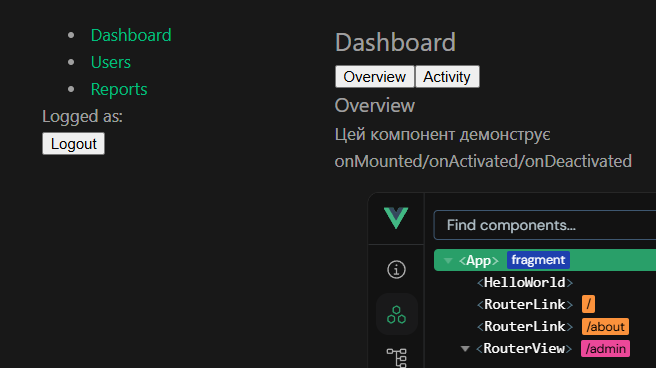 Dashboard
Users
Reports
Logged as:
Logout
Dashboard
Overview Activity
Overview
Цей компонент демонструє
onMounted/onActivated/onDeactivated
Find components...
<App> fragment
<HelloWorld>
<RouterLink> /
<RouterLink> /about
<RouterView> /admin